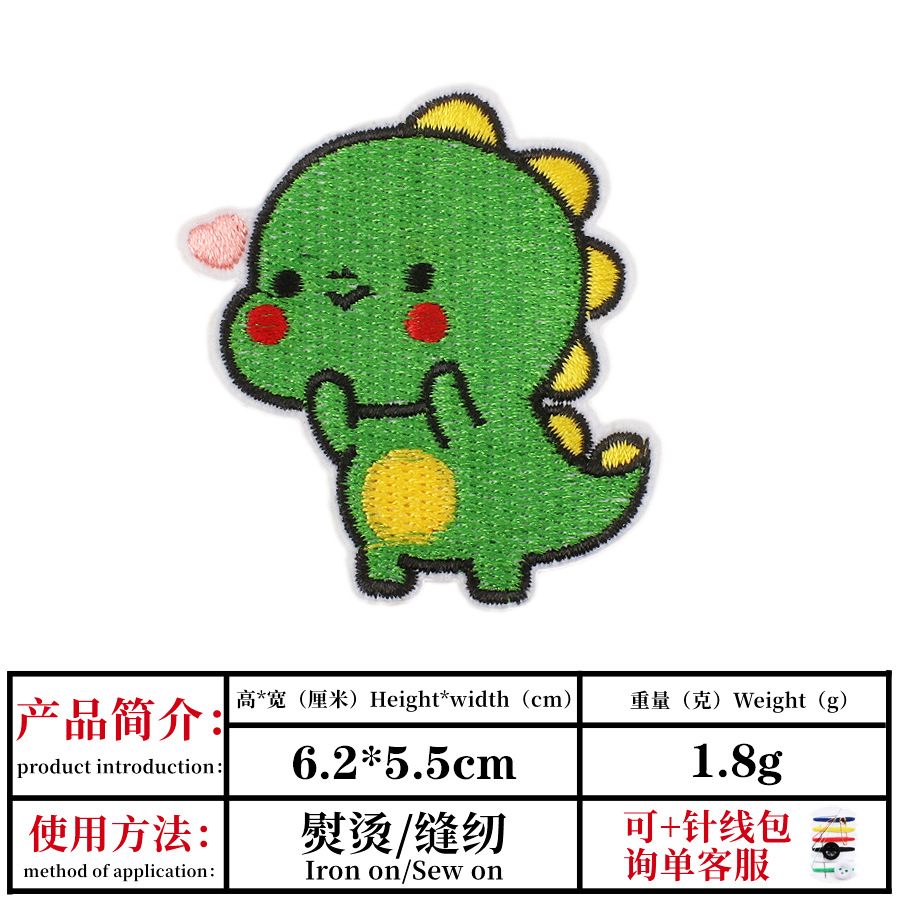 产品简介：
product introduction：
高*宽（厘米）Height*width（cm）
重量（克）Weight（g）
6.2*5.5cm
1.8g
使用方法：
method of application：
熨烫/缝纫
Iron on/Sew on
可+针线包
询单客服